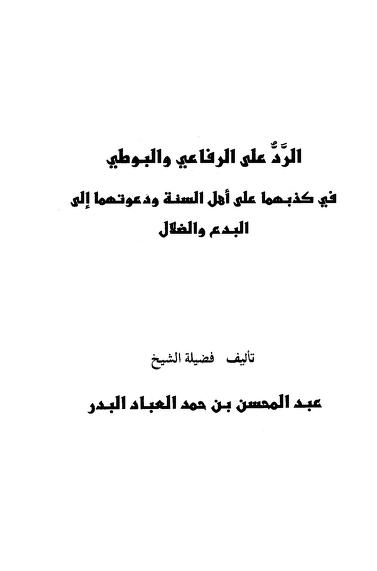 الرَّدُّ على الرفاعي والبوطي
في كذبهما على أهل السنة ودعوتهما إلى
البدع والضلال
تأليف فضيلة الشيخ
عبد المحسن بن حمد العباد البدر